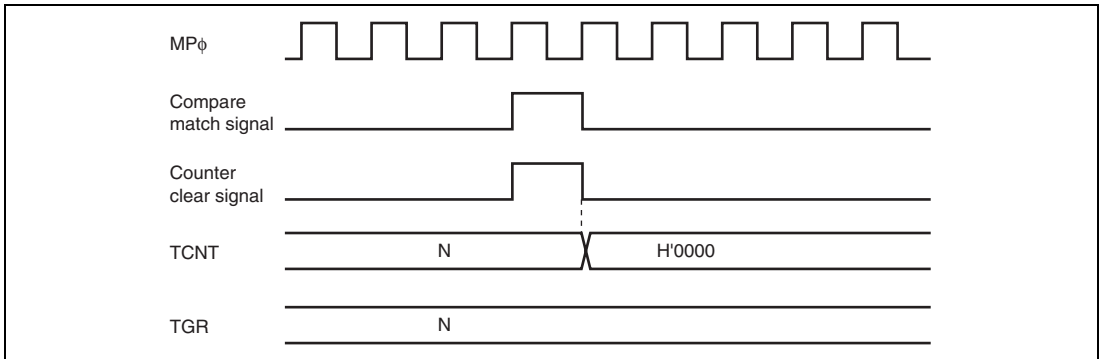 MPϕ
Compare
match signal
Counter
clear signal
TCNT
N
H'0000
TGR
N